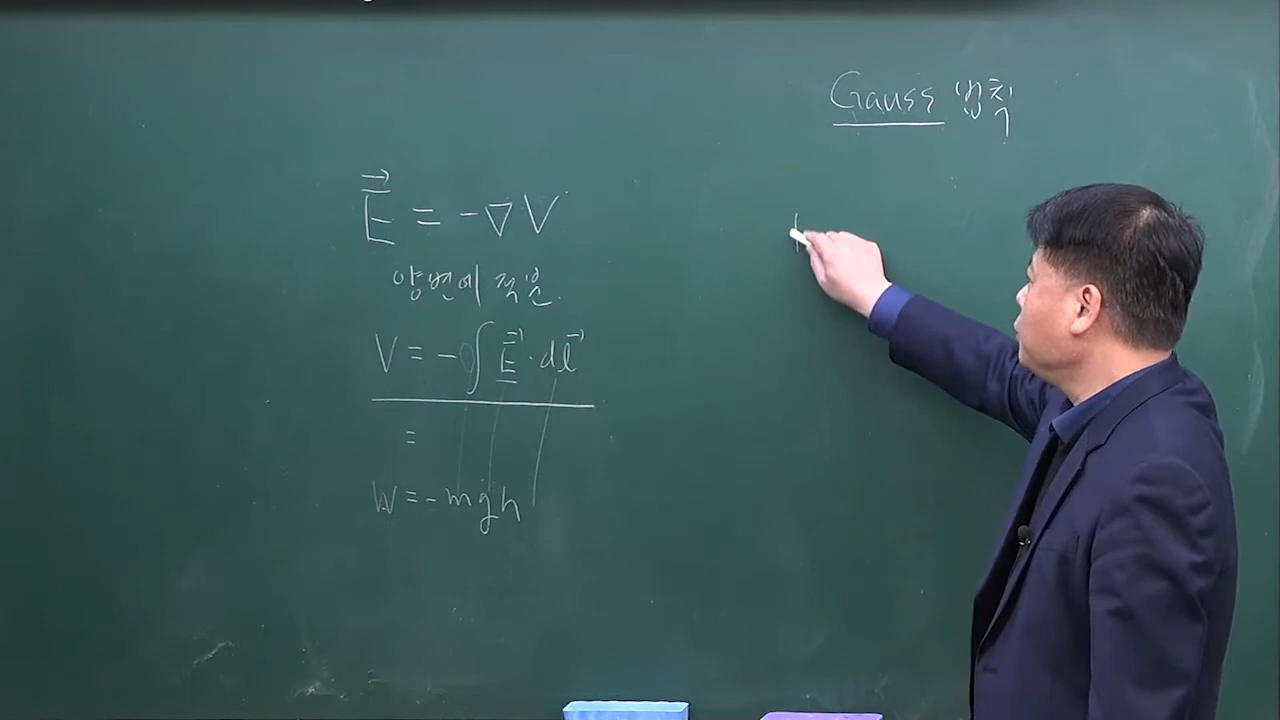 Gauss 법칙
E⃗ = -∇V
양변에 적분.
V = -∫ E⃗ · dl⃗
=
W = -mgh